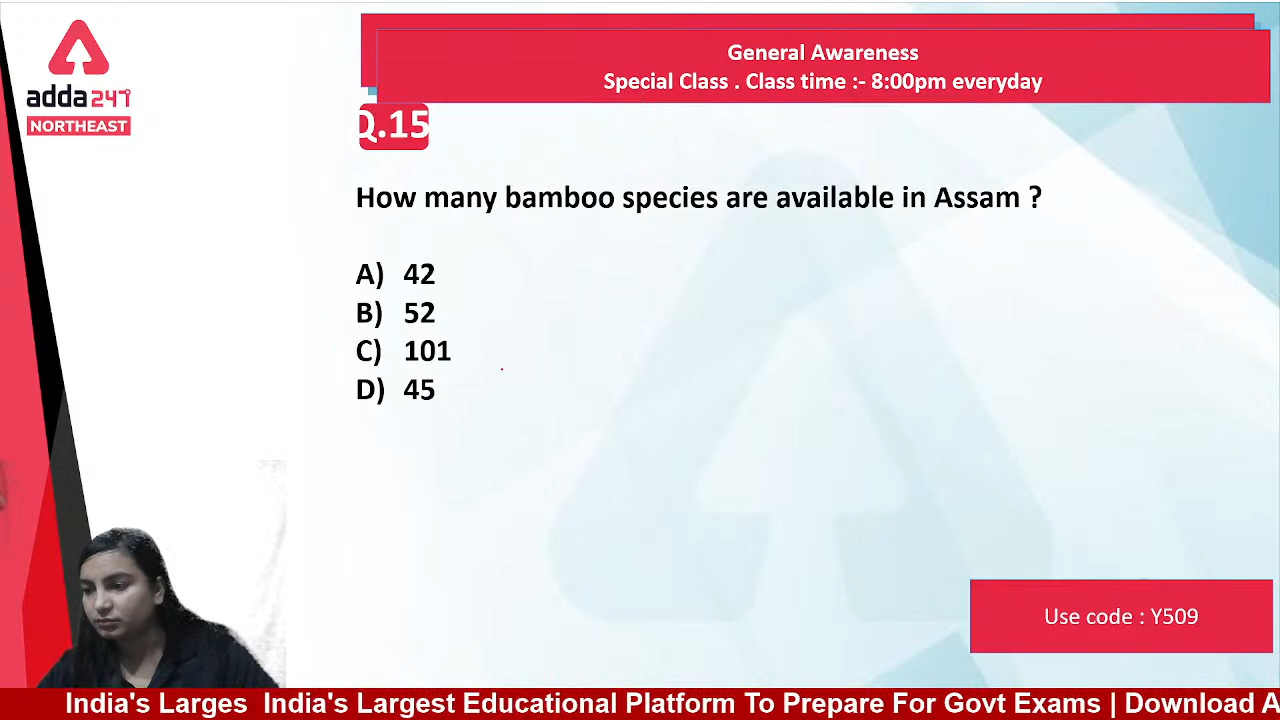 General Awareness
Special Class . Class time :- 8:00pm everyday
adda247
NORTHEAST
Q.15
How many bamboo species are available in Assam ?
A) 42
B) 52
C) 101
D) 45
Use code : Y509
India's Larges India's Largest Educational Platform To Prepare For Govt Exams | Download A